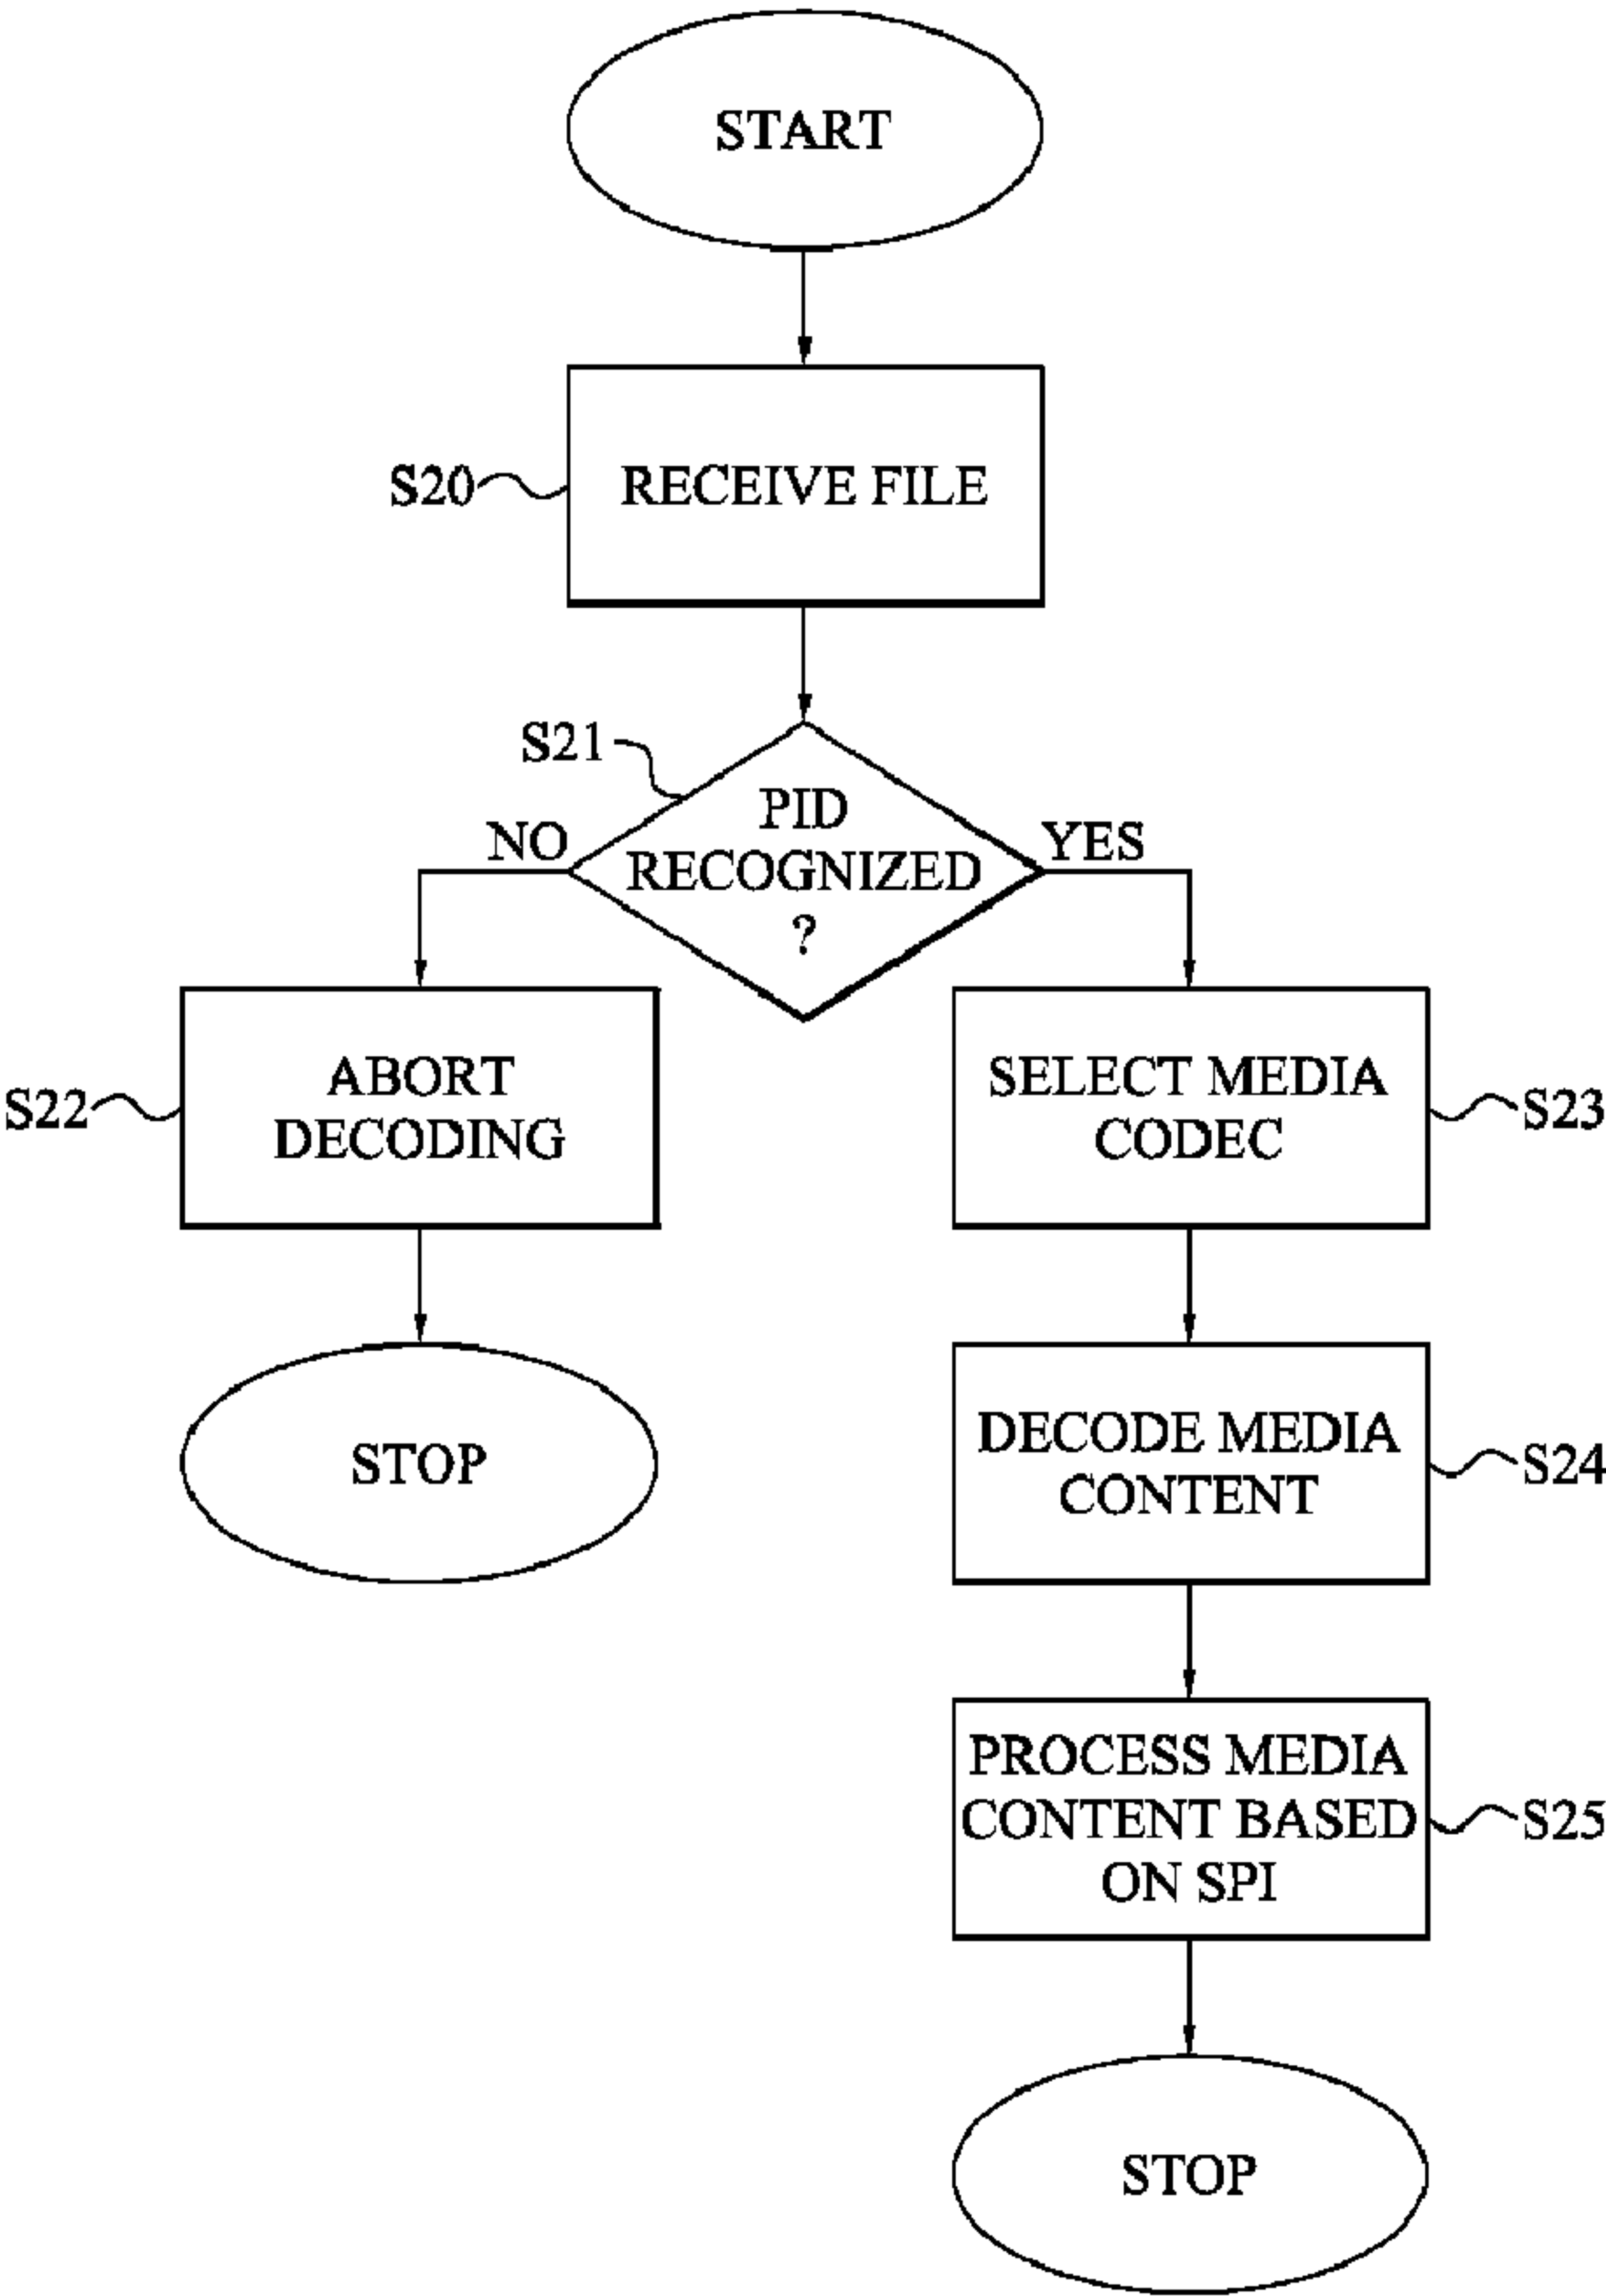 START
S20
RECEIVE FILE
S21
PID
RECOGNIZED
?
NO
YES
ABORT
DECODING
S22
SELECT MEDIA
CODEC
S23
STOP
DECODE MEDIA
CONTENT
S24
PROCESS MEDIA
CONTENT BASED
ON SPI
S25
STOP